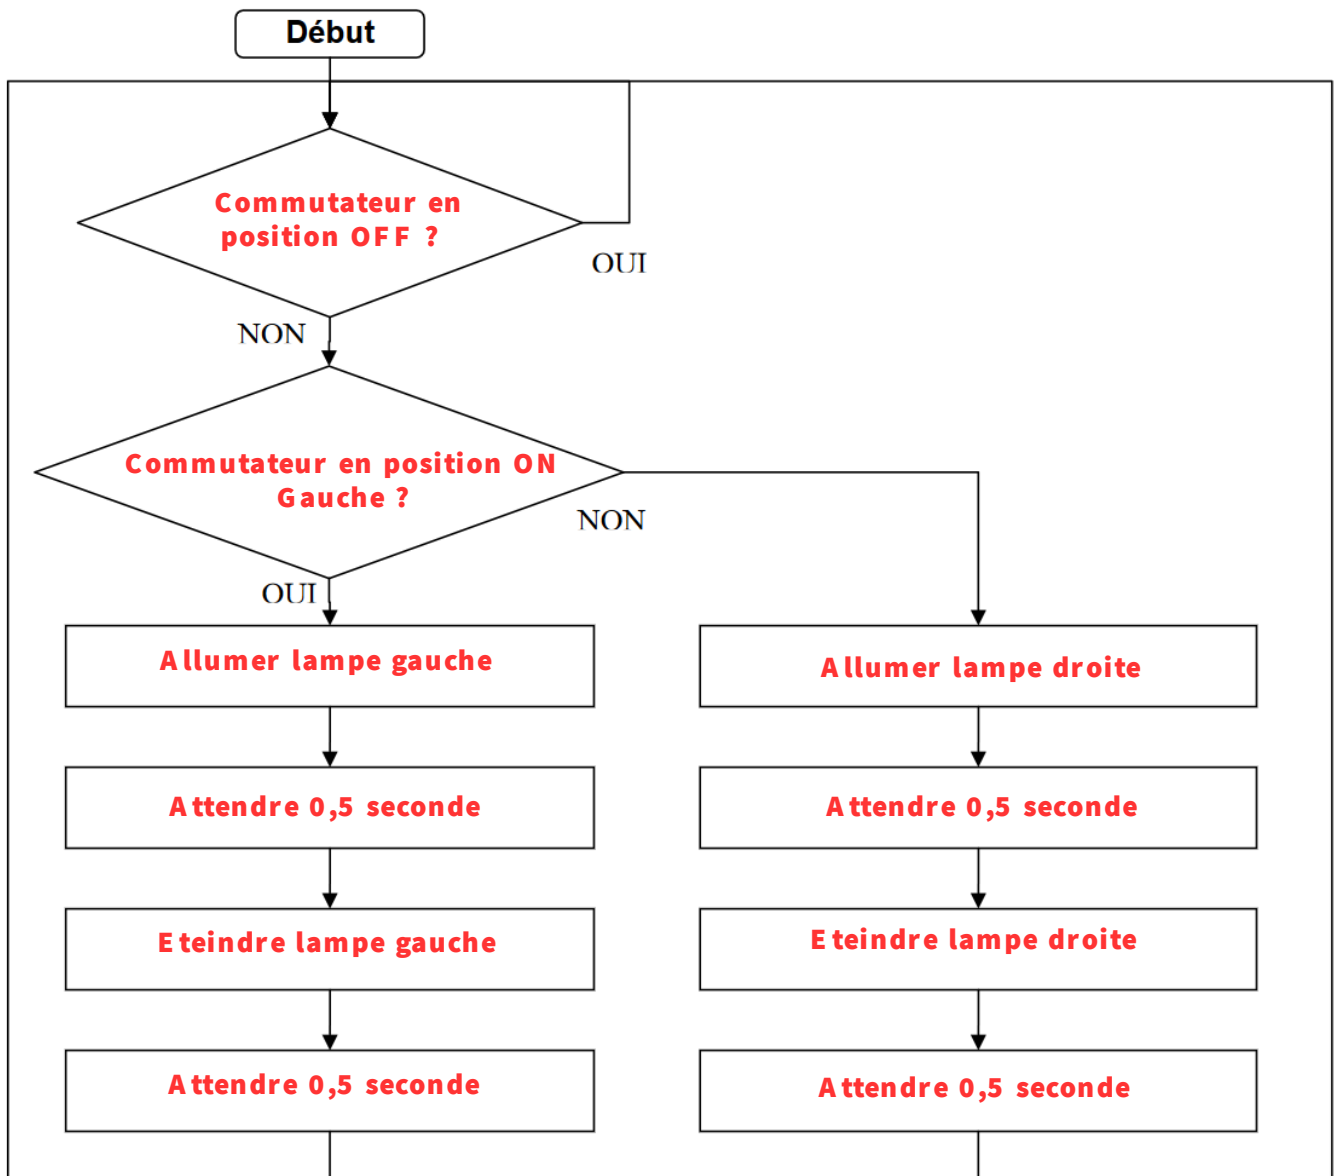 Début
Commutateur en
position OFF ?
OUI
NON
Commutateur en position ON
Gauche ?
NON
OUI
Allumer lampe gauche
Allumer lampe droite
Attendre 0,5 seconde
Attendre 0,5 seconde
Eteindre lampe gauche
Eteindre lampe droite
Attendre 0,5 seconde
Attendre 0,5 seconde